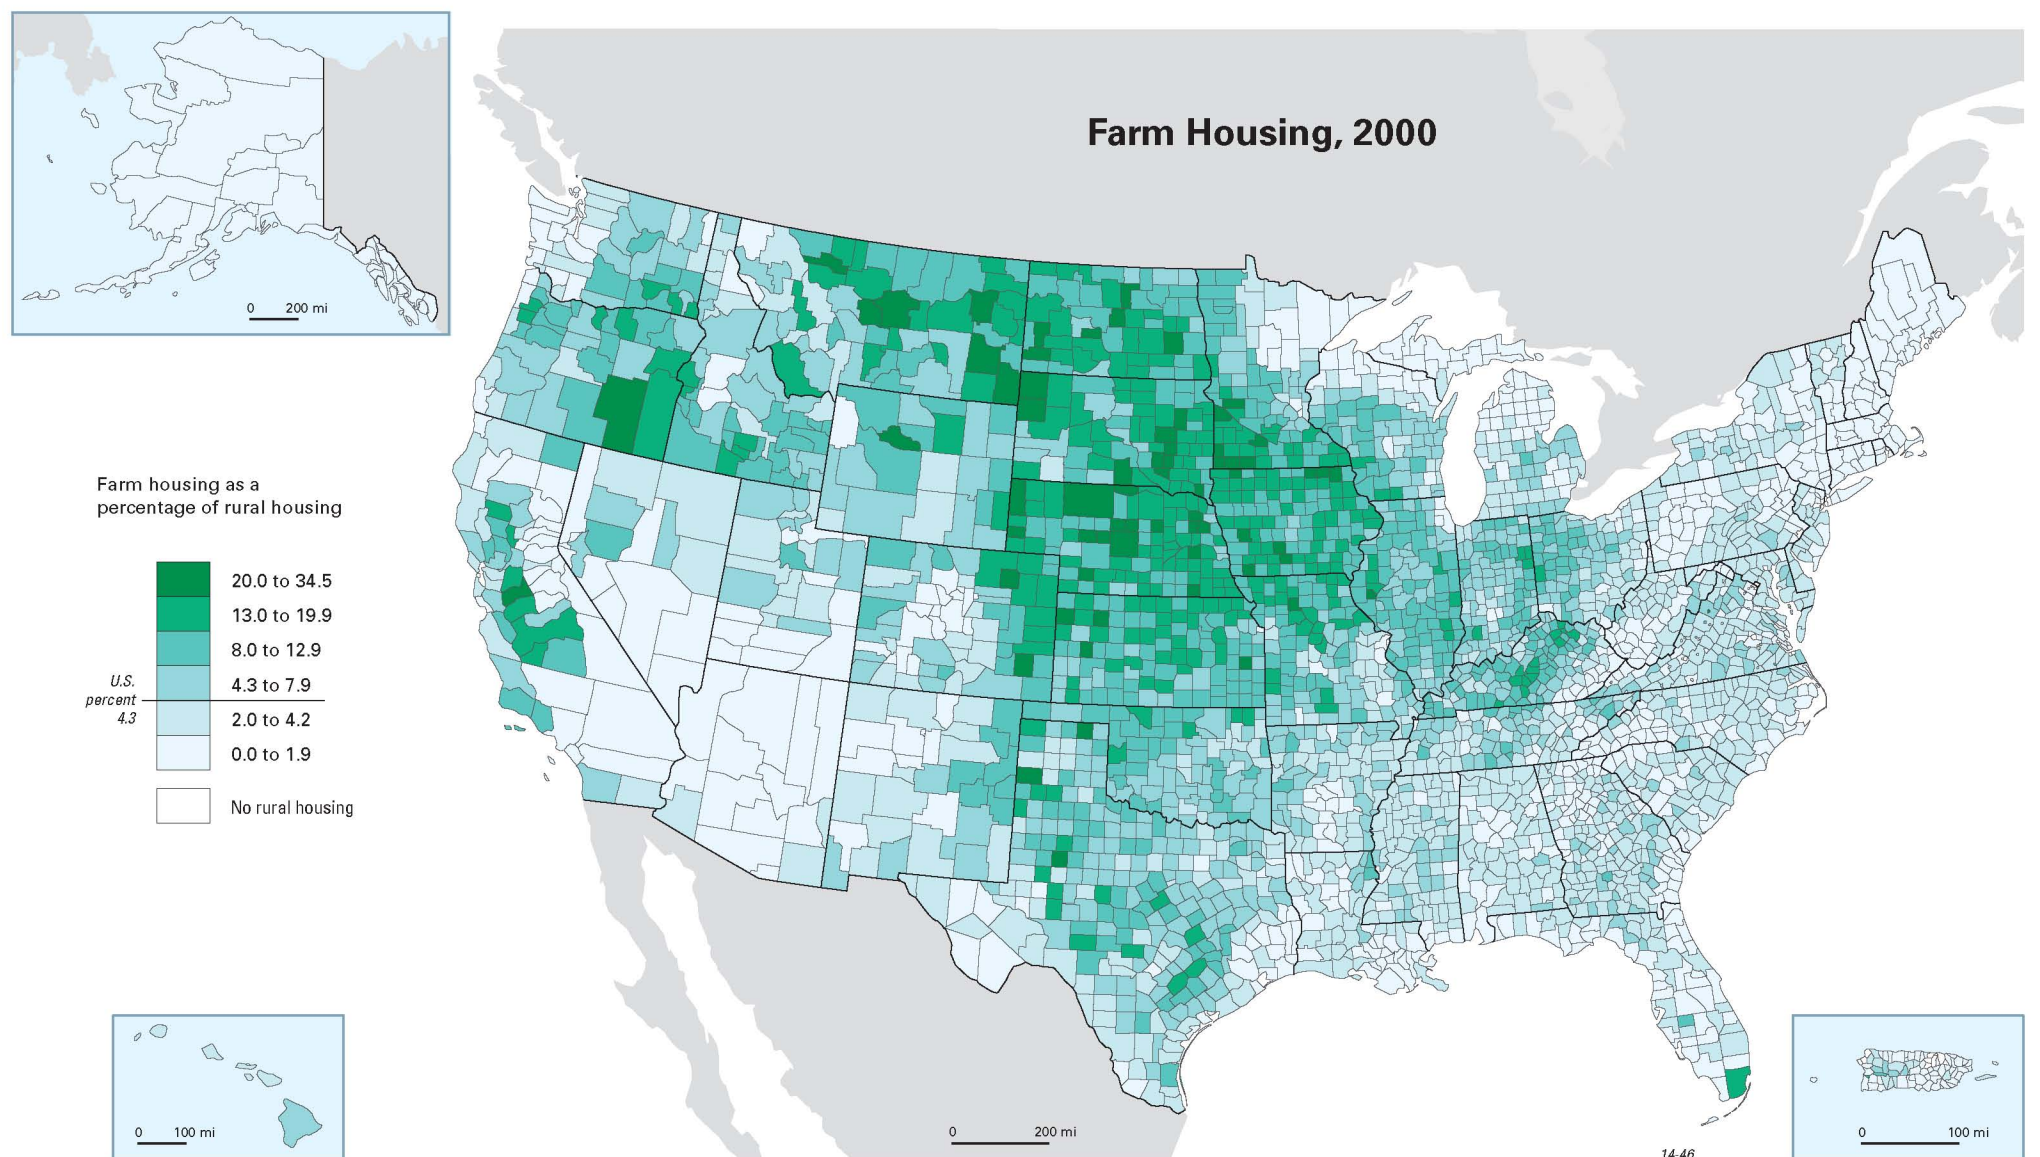 Farm Housing, 2000
0 200 mi
Farm housing as a
percentage of rural housing
20.0 to 34.5
13.0 to 19.9
8.0 to 12.9
4.3 to 7.9
2.0 to 4.2
0.0 to 1.9
U.S.
percent
4.3
No rural housing
0 100 mi
0 200 mi
0 100 mi
14-46